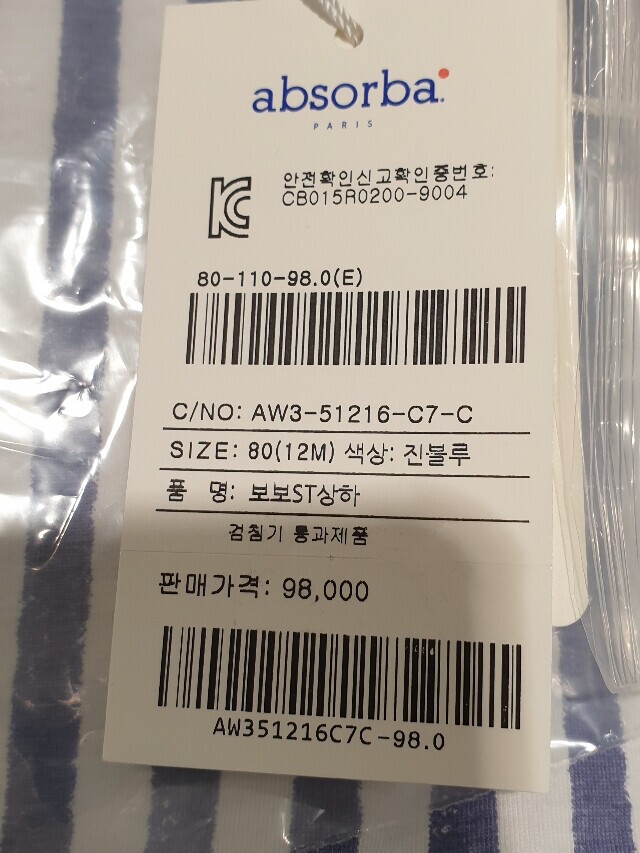 absorba.
PARIS
안전확인신고확인증번호:
CB015R0200-9004
80-110-98.0(E)
C/NO: AW3-51216-C7-C
SIZE: 80(12M) 색상: 진블루
품 명: 보보ST상하
검침기 통과제품
판매가격: 98,000
AW351216C7C-98.0